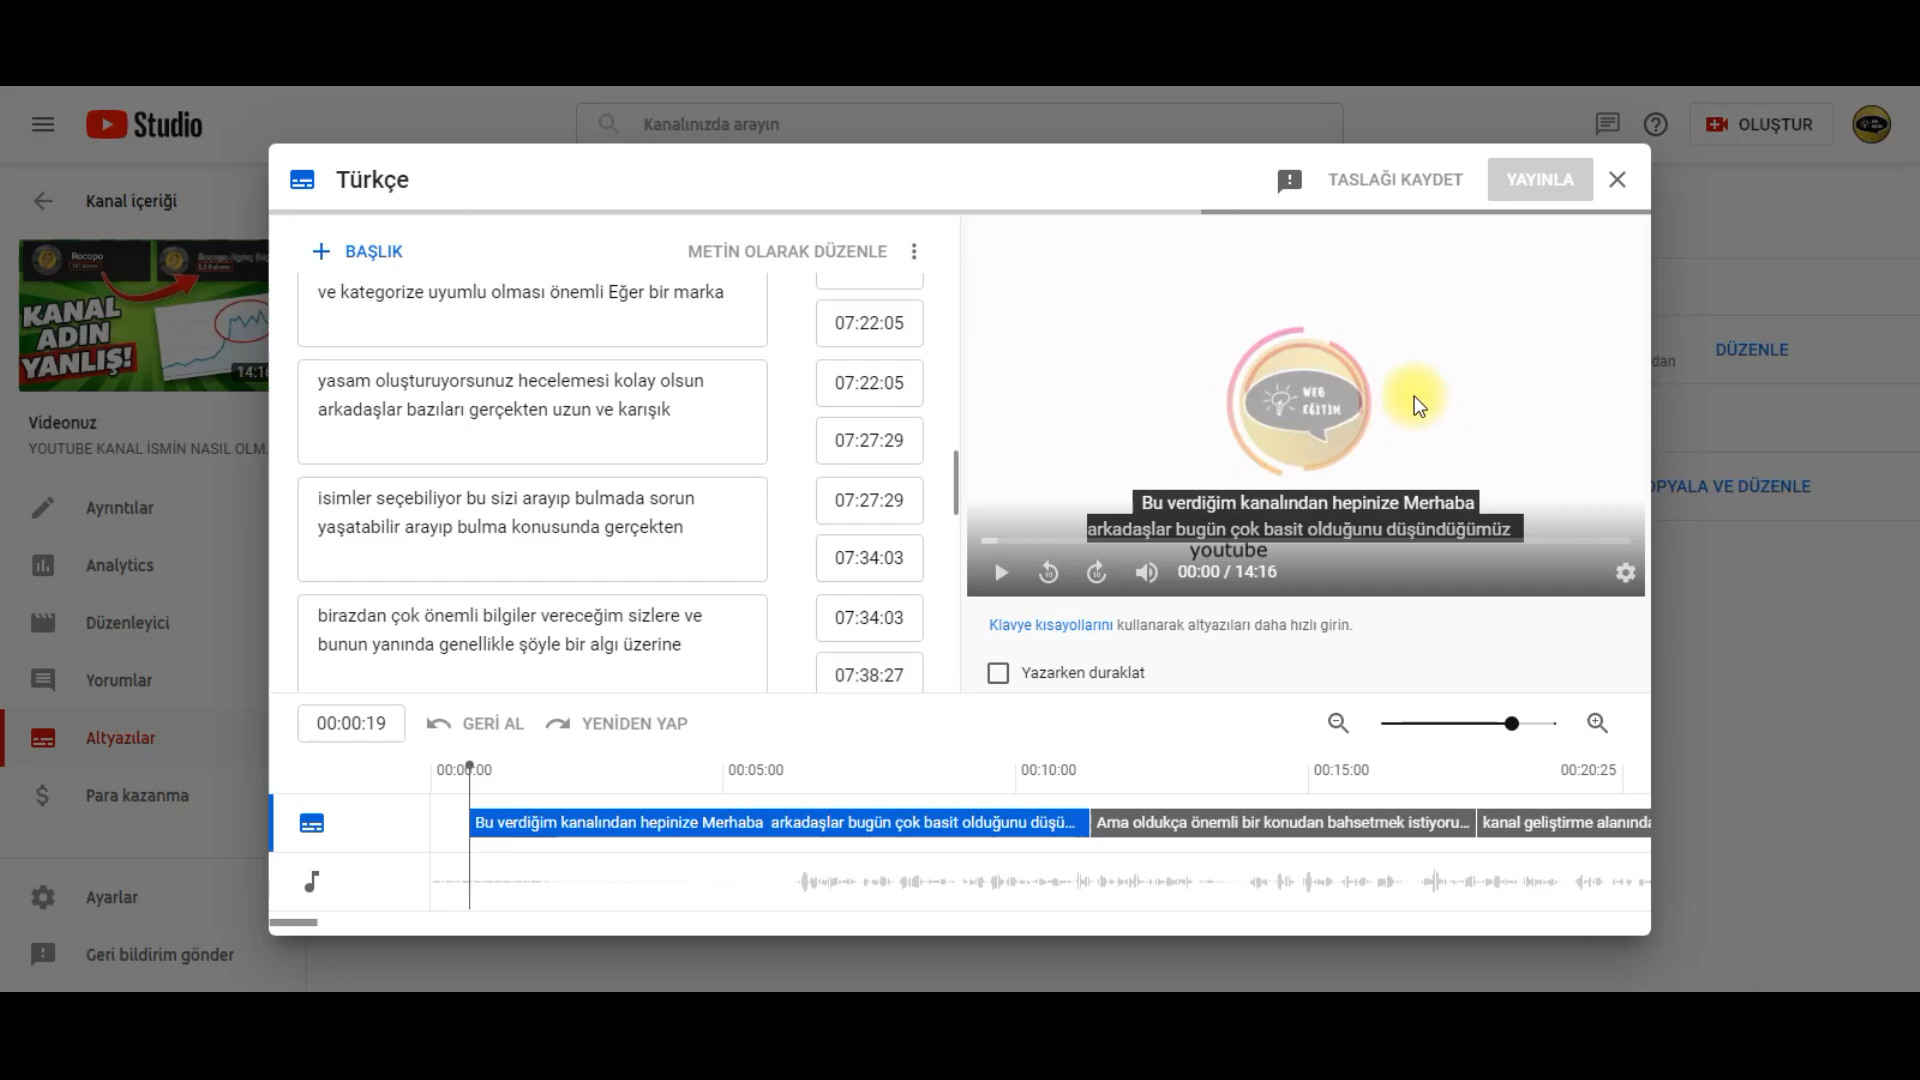 Studio
Kanalınızda arayın
OLUŞTUR
Kanal içeriği
Rocopo
KANAL
ADIN
YANLIŞ!
14:16
Videonuz
YOUTUBE KANAL İSMİN NASIL OLM...
Ayrıntılar
Analytics
Düzenleyici
Yorumlar
Altyazılar
Para kazanma
Ayarlar
Geri bildirim gönder
Türkçe
TASLAĞI KAYDET
YAYINLA
BAŞLIK
METİN OLARAK DÜZENLE
ve kategorize uyumlu olması önemli Eğer bir marka
07:22:05
yasam oluşturuyorsunuz hecelemesi kolay olsun
arkadaşlar bazıları gerçekten uzun ve karışık
07:22:05
07:27:29
isimler seçebiliyor bu sizi arayıp bulmada sorun
yaşatabilir arayıp bulma konusunda gerçekten
07:27:29
07:34:03
birazdan çok önemli bilgiler vereceğim sizlere ve
bunun yanında genellikle şöyle bir algı üzerine
07:34:03
07:38:27
WEB
EĞİTİM
Bu verdiğim kanalından hepinize Merhaba
arkadaşlar bugün çok basit olduğunu düşündüğümüz
youtube
00:00 / 14:16
Klavye kısayollarını kullanarak altyazıları daha hızlı girin.
Yazarken duraklat
dan
DÜZENLE
OPYALA VE DÜZENLE
00:00:19
GERİ AL
YENİDEN YAP
00:00:00
00:05:00
00:10:00
00:15:00
00:20:25
Bu verdiğim kanalından hepinize Merhaba arkadaşlar bugün çok basit olduğunu düşü...
Ama oldukça önemli bir konudan bahsetmek istiyoru...
kanal geliştirme alanında